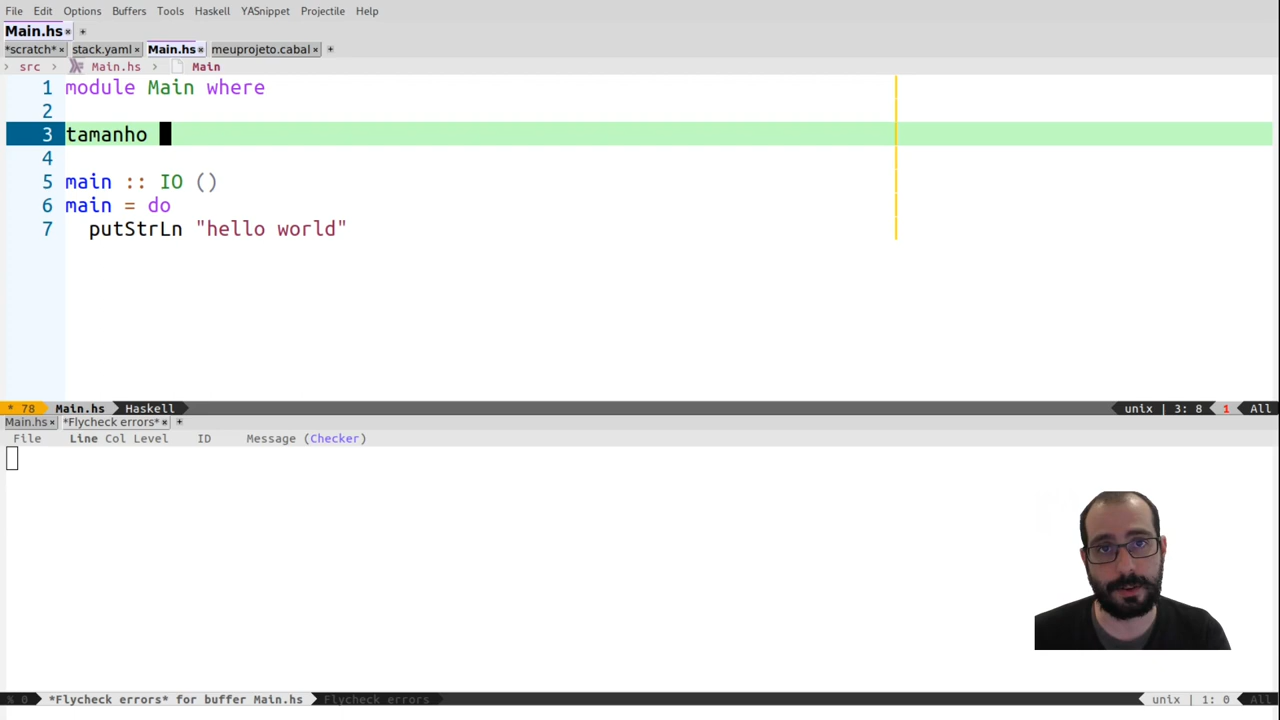 File Edit Options Buffers Tools Haskell YASnippet Projectile Help
Main.hs × +
*scratch* × stack.yaml × Main.hs × meuprojeto.cabal × +
› src › Main.hs › Main
1 module Main where
2
3 tamanho
4
5 main :: IO ()
6 main = do
7 putStrLn "hello world"
* 78 Main.hs Haskell unix | 3: 8 1 All
Main.hs × *Flycheck errors* × +
File Line Col Level ID Message (Checker)
% 0 *Flycheck errors* for buffer Main.hs Flycheck errors unix | 1: 0 All